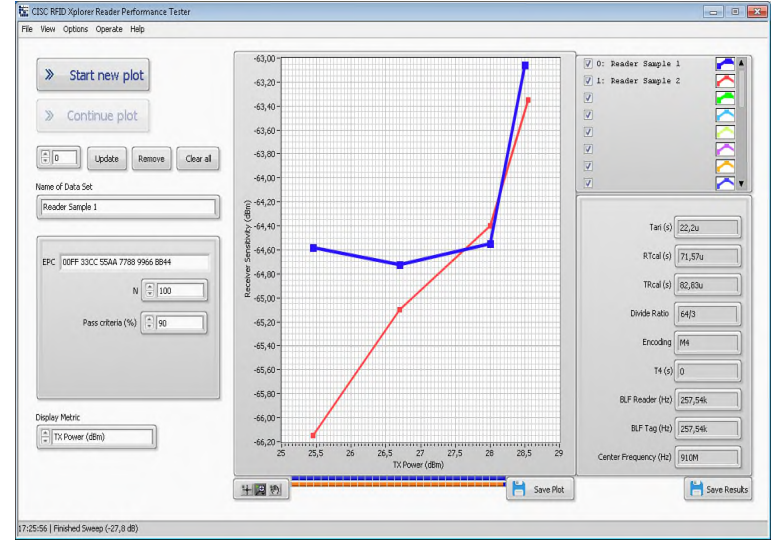 CISC RFID Xplorer Reader Performance Tester
File View Options Operate Help
Start new plot
Continue plot
0 Update Remove Clear all
Name of Data Set
Reader Sample 1
EPC 00FF 33CC 55AA 7788 9966 BB44
N 100
Pass criteria (%) 90
Display Metric
TX Power (dBm)
Receiver Sensitivity (dBm)
-63,00
-63,20
-63,40
-63,60
-63,80
-64,00
-64,20
-64,40
-64,60
-64,80
-65,00
-65,20
-65,40
-65,60
-65,80
-66,00
-66,20
25 25,5 26 26,5 27 27,5 28 28,5 29
TX Power (dBm)
Save Plot
0: Reader Sample 1
1: Reader Sample 2
Tari (s) 22,2u
RTcal (s) 71,57u
TRcal (s) 82,83u
Divide Ratio 64/3
Encoding M4
T4 (s) 0
BLF Reader (Hz) 257,54k
BLF Tag (Hz) 257,54k
Center Frequency (Hz) 910M
Save Results
17:25:56 | Finished Sweep (-27,8 dB)